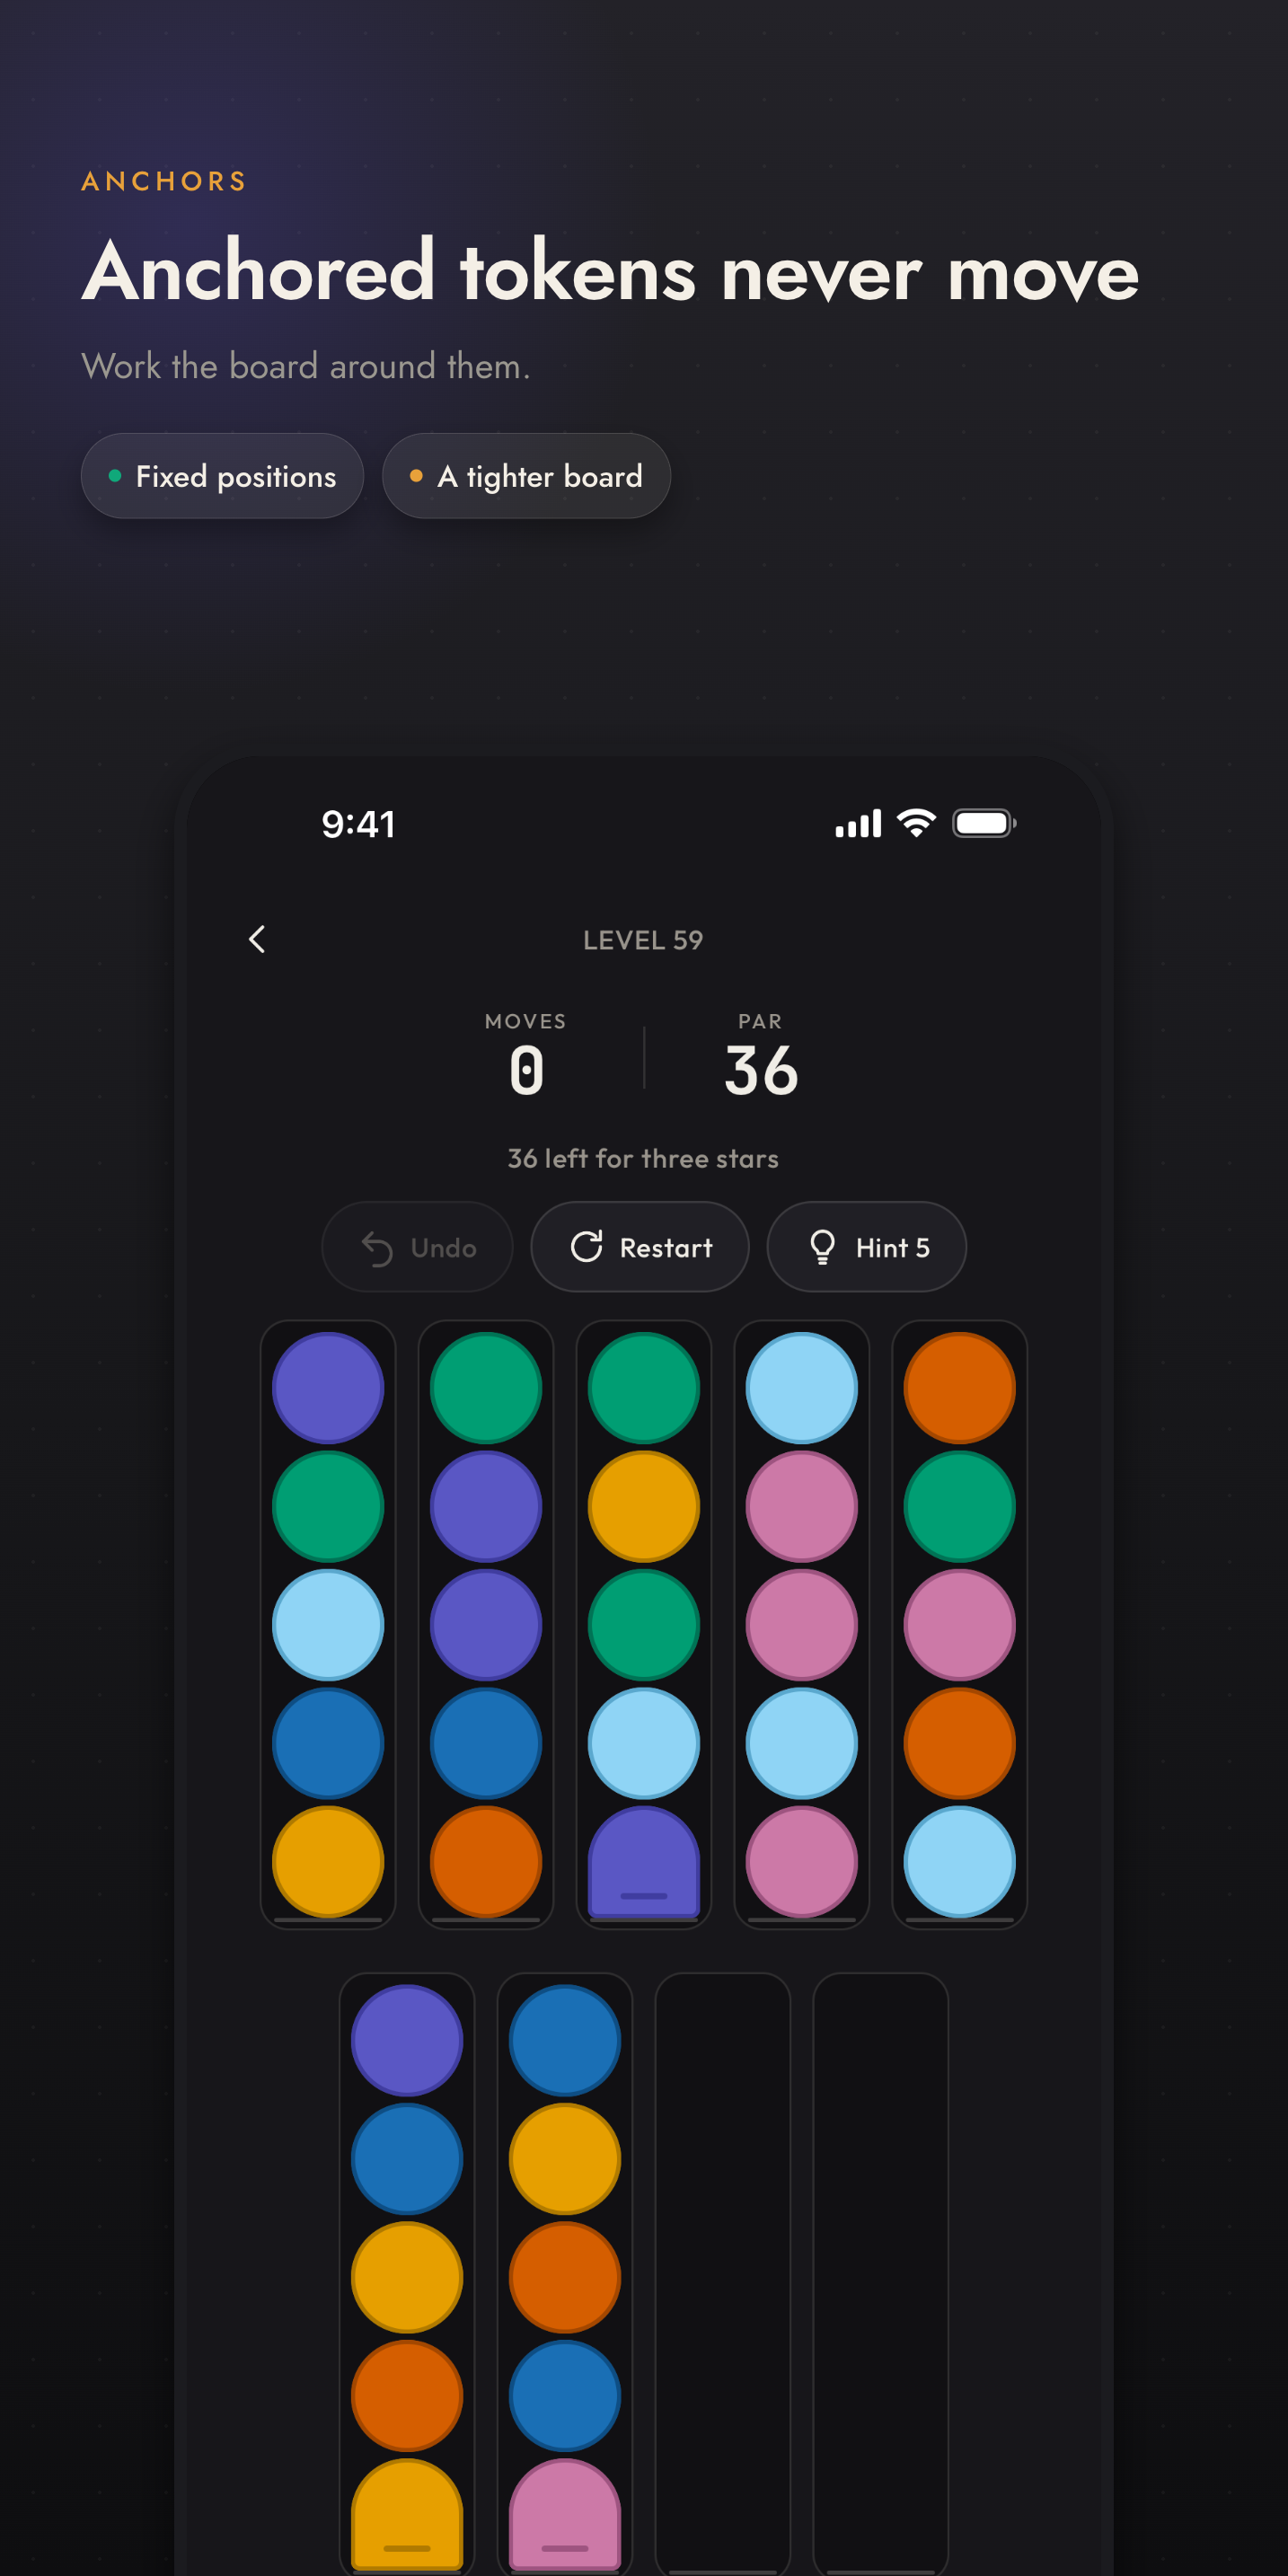 ANCHORS
Anchored tokens never move
Work the board around them.
Fixed positions
A tighter board
9:41
LEVEL 59
MOVES
PAR
0
36
36 left for three stars
Undo
Restart
Hint 5